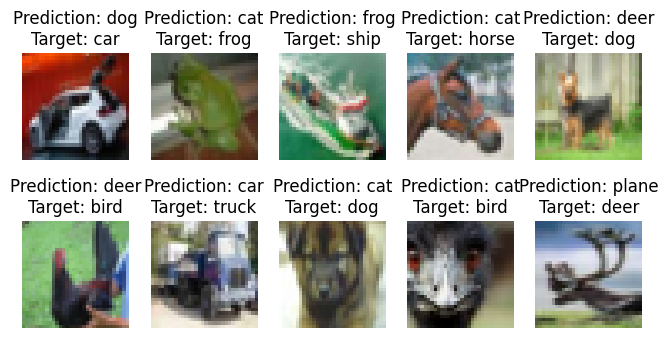 Prediction: dog
Target: car
Prediction: cat
Target: frog
Prediction: frog
Target: ship
Prediction: cat
Target: horse
Prediction: deer
Target: dog
Prediction: deer
Target: bird
Prediction: car
Target: truck
Prediction: cat
Target: dog
Prediction: cat
Target: bird
Prediction: plane
Target: deer